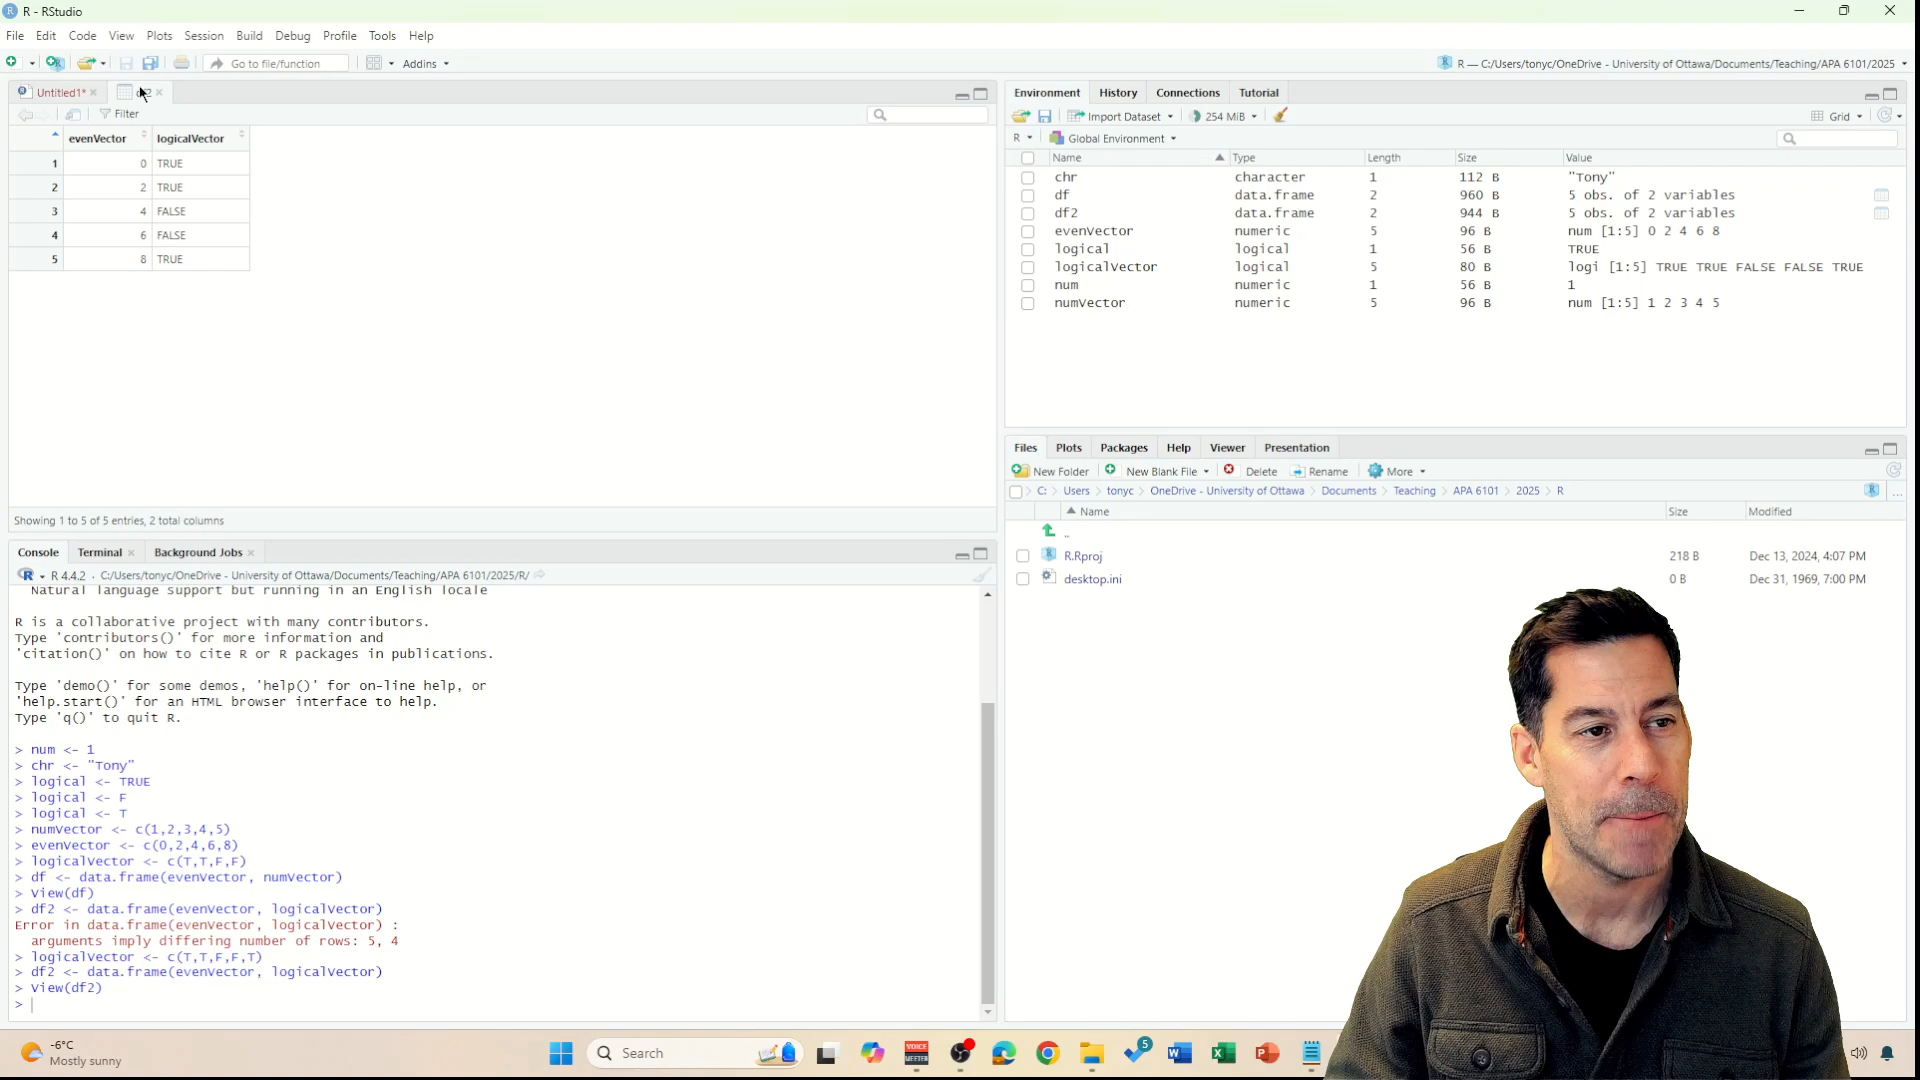 R - RStudio
File Edit Code View Plots Session Build Debug Profile Tools Help
Go to file/function Addins R — C:/Users/tonyc/OneDrive - University of Ottawa/Documents/Teaching/APA 6101/2025
Untitled1*
Filter
evenVector logicalVector
1 0 TRUE
2 2 TRUE
3 4 FALSE
4 6 FALSE
5 8 TRUE
Showing 1 to 5 of 5 entries, 2 total columns
Console Terminal Background Jobs
R 4.4.2 · C:/Users/tonyc/OneDrive - University of Ottawa/Documents/Teaching/APA 6101/2025/R/
Natural language support but running in an English locale
R is a collaborative project with many contributors.
Type 'contributors()' for more information and
'citation()' on how to cite R or R packages in publications.
Type 'demo()' for some demos, 'help()' for on-line help, or
'help.start()' for an HTML browser interface to help.
Type 'q()' to quit R.
> num <- 1
> chr <- "Tony"
> logical <- TRUE
> logical <- F
> logical <- T
> numVector <- c(1,2,3,4,5)
> evenVector <- c(0,2,4,6,8)
> logicalVector <- c(T,T,F,F)
> df <- data.frame(evenVector, numVector)
> View(df)
> df2 <- data.frame(evenVector, logicalVector)
Error in data.frame(evenVector, logicalVector) :
arguments imply differing number of rows: 5, 4
> logicalVector <- c(T,T,F,F,T)
> df2 <- data.frame(evenVector, logicalVector)
> View(df2)
>
Environment History Connections Tutorial
Import Dataset 254 MiB Grid
R Global Environment
Name Type Length Size Value
chr character 1 112 B "Tony"
df data.frame 2 960 B 5 obs. of 2 variables
df2 data.frame 2 944 B 5 obs. of 2 variables
evenVector numeric 5 96 B num [1:5] 0 2 4 6 8
logical logical 1 56 B TRUE
logicalVector logical 5 80 B logi [1:5] TRUE TRUE FALSE FALSE TRUE
num numeric 1 56 B 1
numVector numeric 5 96 B num [1:5] 1 2 3 4 5
Files Plots Packages Help Viewer Presentation
New Folder New Blank File Delete Rename More
C: Users tonyc OneDrive - University of Ottawa Documents Teaching APA 6101 2025 R ...
Name Size Modified
..
R.Rproj 218 B Dec 13, 2024, 4:07 PM
desktop.ini 0 B Dec 31, 1969, 7:00 PM
-6°C
Mostly sunny
Search
VOICE
MEETER
5